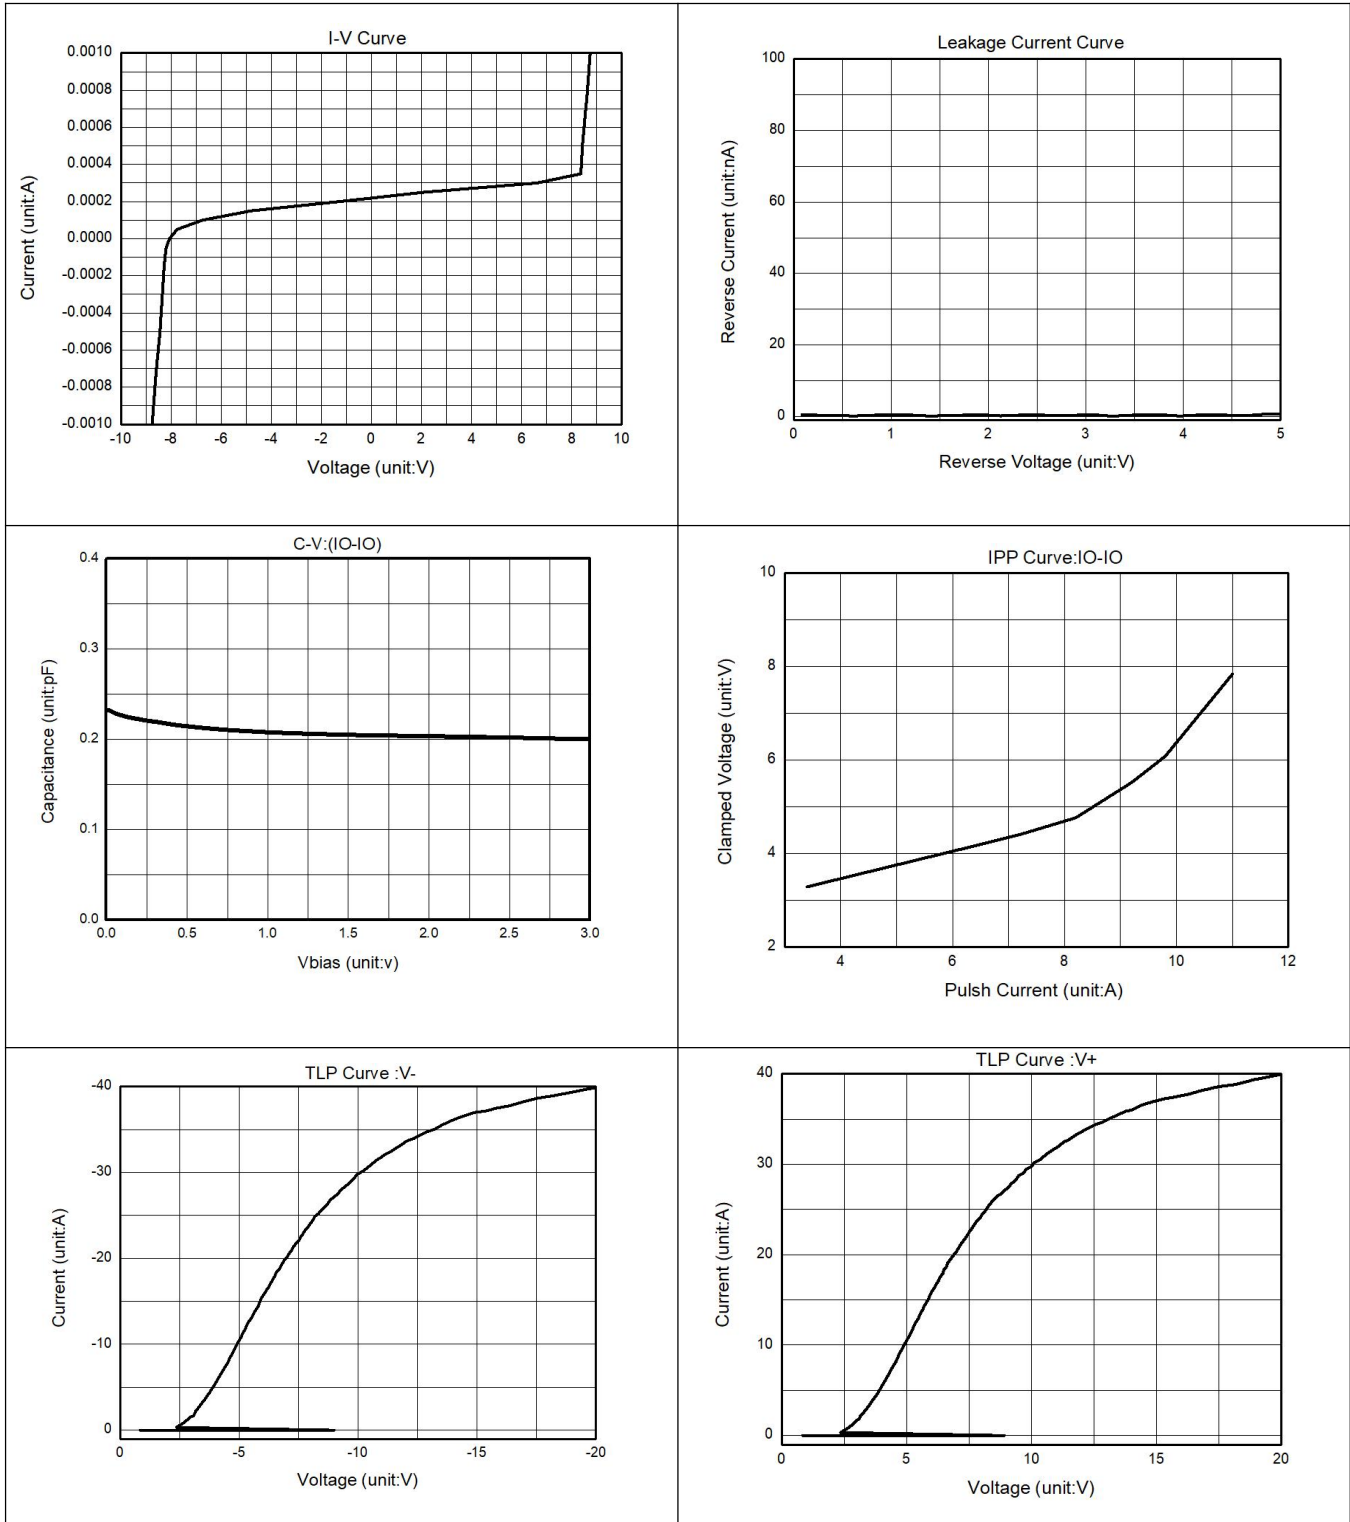 I-V Curve
0.0010
0.0008
0.0006
0.0004
0.0002
0.0000
-0.0002
-0.0004
-0.0006
-0.0008
-0.0010
Current (unit:A)
-10 -8 -6 -4 -2 0 2 4 6 8 10
Voltage (unit:V)
Leakage Current Curve
100
80
60
40
20
0
Reverse Current (unit:nA)
0 1 2 3 4 5
Reverse Voltage (unit:V)
C-V:(IO-IO)
0.4
0.3
0.2
0.1
0.0
Capacitance (unit:pF)
0.0 0.5 1.0 1.5 2.0 2.5 3.0
Vbias (unit:v)
IPP Curve:IO-IO
10
8
6
4
2
Clamped Voltage (unit:V)
4 6 8 10 12
Pulsh Current (unit:A)
TLP Curve :V-
-40
-30
-20
-10
0
Current (unit:A)
0 -5 -10 -15 -20
Voltage (unit:V)
TLP Curve :V+
40
30
20
10
0
Current (unit:A)
0 5 10 15 20
Voltage (unit:V)